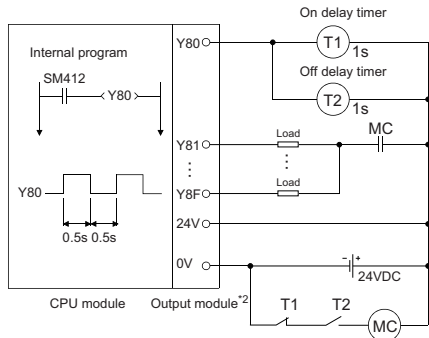 On delay timer
Y80
T1
1s
Internal program
Off delay timer
SM412
Y80
T2
1s
Y81
Load
MC
Y80
Y8F
Load
0.5s 0.5s
24V
0V
- +
24VDC
CPU module
Output module*2
T1
T2
MC